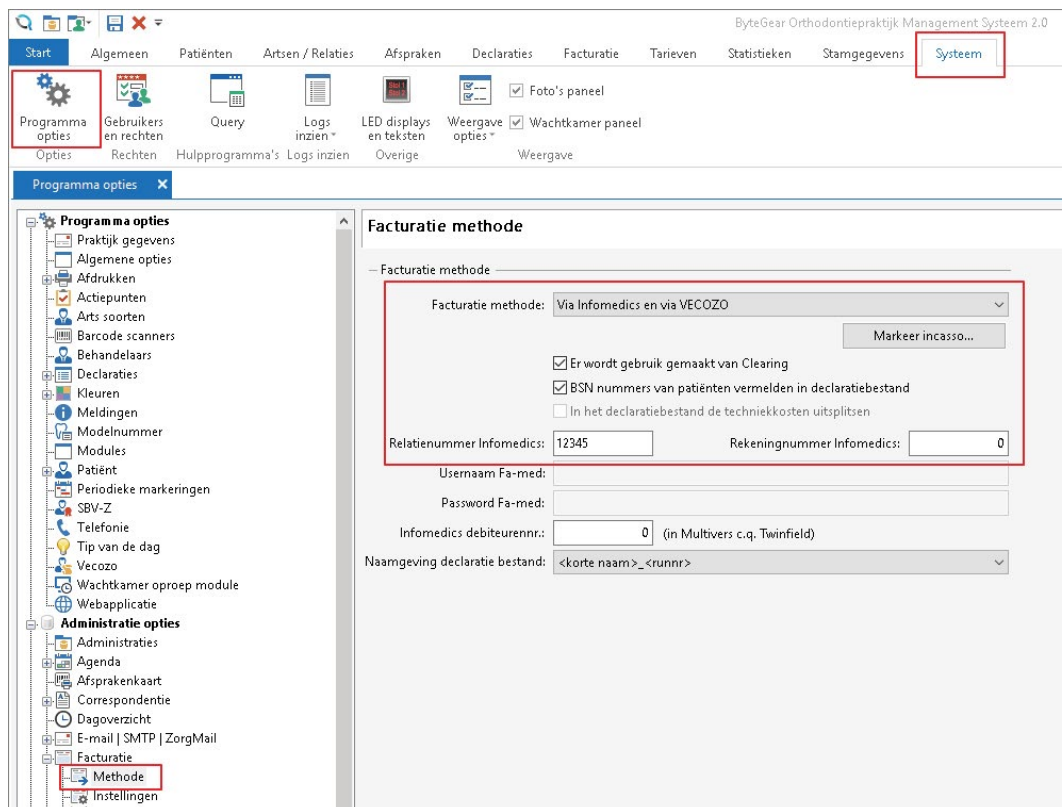 ByteGear Orthodontiepraktijk Management Systeem 2.0
Start Algemeen Patiënten Artsen / Relaties Afspraken Declaraties Facturatie Tarieven Statistieken Stamgegevens Systeem
Programma opties
Gebruikers en rechten
Query
Logs inzien
LED displays en teksten
Weergave opties
Foto's paneel
Wachtkamer paneel
Opties Rechten Hulpprogramma's Logs inzien Overige Weergave
Programma opties
Programma opties
Praktijk gegevens
Algemene opties
Afdrukken
Actiepunten
Arts soorten
Barcode scanners
Behandelaars
Declaraties
Kleuren
Meldingen
Modelnummer
Modules
Patiënt
Periodieke markeringen
SBV-Z
Telefonie
Tip van de dag
Vecozo
Wachtkamer oproep module
Webapplicatie
Administratie opties
Administraties
Agenda
Afsprakenkaart
Correspondentie
Dagoverzicht
E-mail | SMTP | ZorgMail
Facturatie
Methode
Instellingen
Facturatie methode
Facturatie methode
Facturatie methode: Via Infomedics en via VECOZO
Markeer incasso...
Er wordt gebruik gemaakt van Clearing
BSN nummers van patiënten vermelden in declaratiebestand
In het declaratiebestand de techniekkosten uitsplitsen
Relatienummer Infomedics: 12345 Rekeningnummer Infomedics: 0
Usernaam Fa-med:
Password Fa-med:
Infomedics debiteurennr.: 0 (in Multivers c.q. Twinfield)
Naamgeving declaratie bestand: <korte naam>_<runnr>